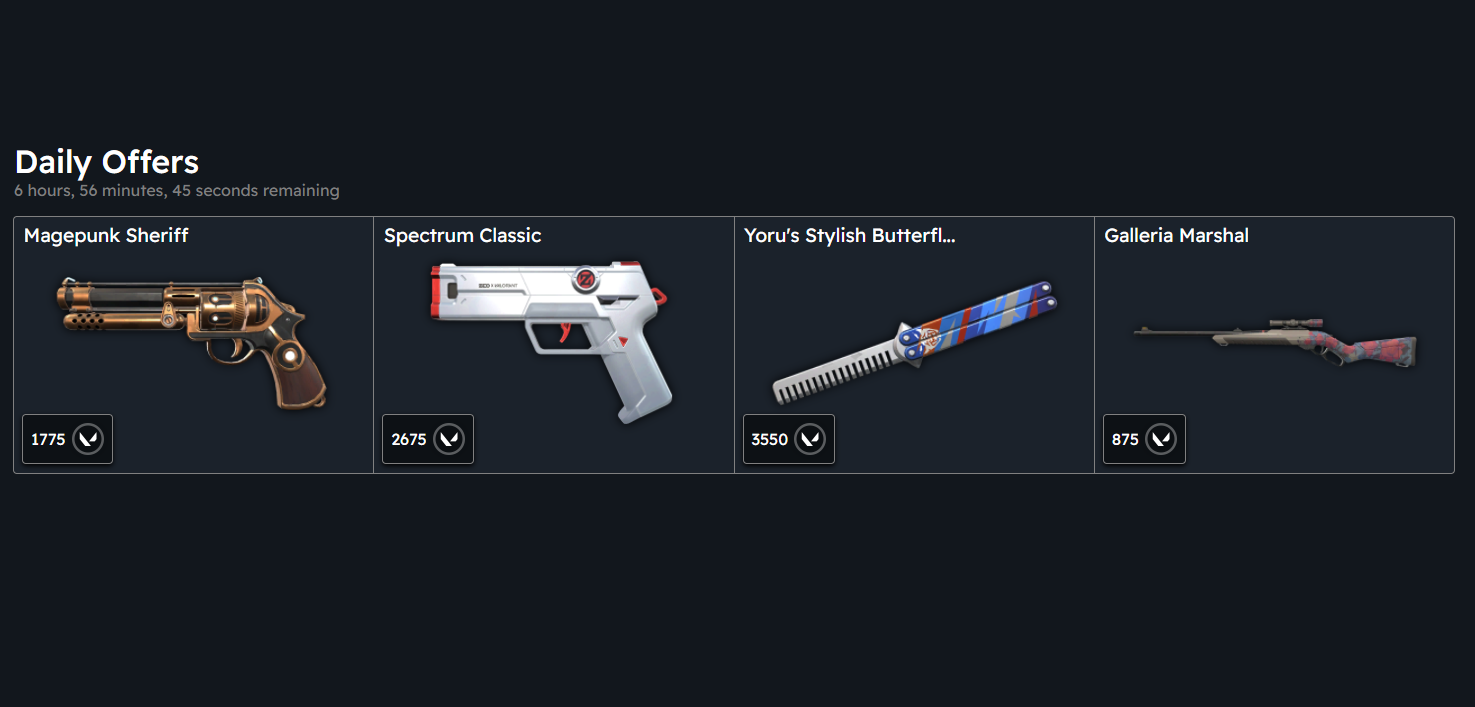 Daily Offers
6 hours, 56 minutes, 45 seconds remaining
Magepunk Sheriff
Spectrum Classic
Yoru's Stylish Butterfl...
Galleria Marshal
1775
2675
3550
875